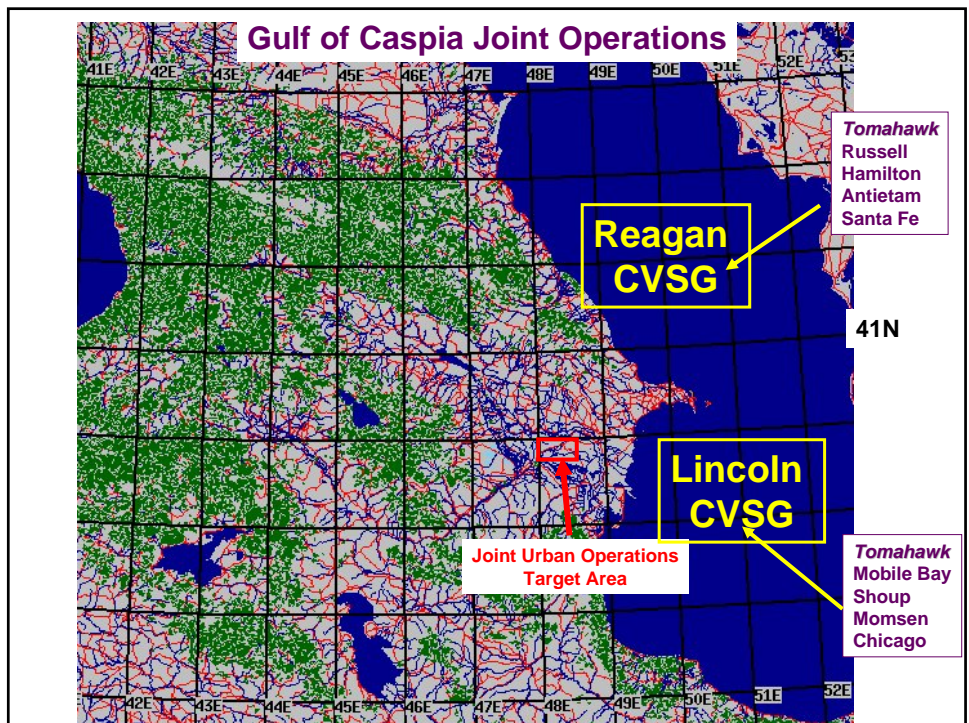 Gulf of Caspia Joint Operations
41E 42E 43E 44E 45E 46E 47E 48E 49E 50E 51E 52E 53
Tomahawk
Russell
Hamilton
Antietam
Santa Fe
Reagan
CVSG
41N
Lincoln
CVSG
Joint Urban Operations
Target Area
Tomahawk
Mobile Bay
Shoup
Momsen
Chicago
42E 43E 44E 45E 46E 47E 48E 49E 50E 51E 52E